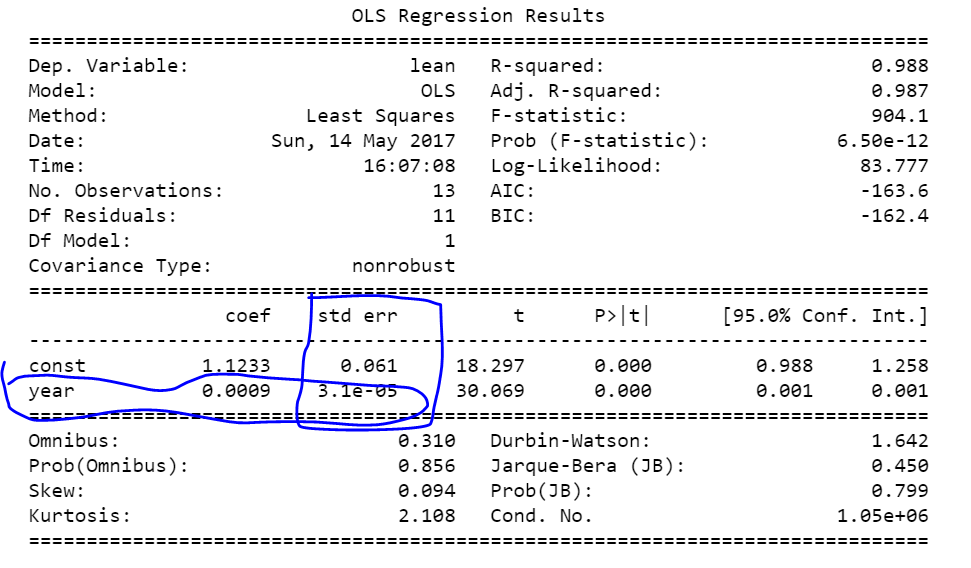 OLS Regression Results
==============================================================================
Dep. Variable: lean R-squared: 0.988
Model: OLS Adj. R-squared: 0.987
Method: Least Squares F-statistic: 904.1
Date: Sun, 14 May 2017 Prob (F-statistic): 6.50e-12
Time: 16:07:08 Log-Likelihood: 83.777
No. Observations: 13 AIC: -163.6
Df Residuals: 11 BIC: -162.4
Df Model: 1
Covariance Type: nonrobust
==============================================================================
coef std err t P>|t| [95.0% Conf. Int.]
------------------------------------------------------------------------------
const 1.1233 0.061 18.297 0.000 0.988 1.258
year 0.0009 3.1e-05 30.069 0.000 0.001 0.001
==============================================================================
Omnibus: 0.310 Durbin-Watson: 1.642
Prob(Omnibus): 0.856 Jarque-Bera (JB): 0.450
Skew: 0.094 Prob(JB): 0.799
Kurtosis: 2.108 Cond. No. 1.05e+06
==============================================================================